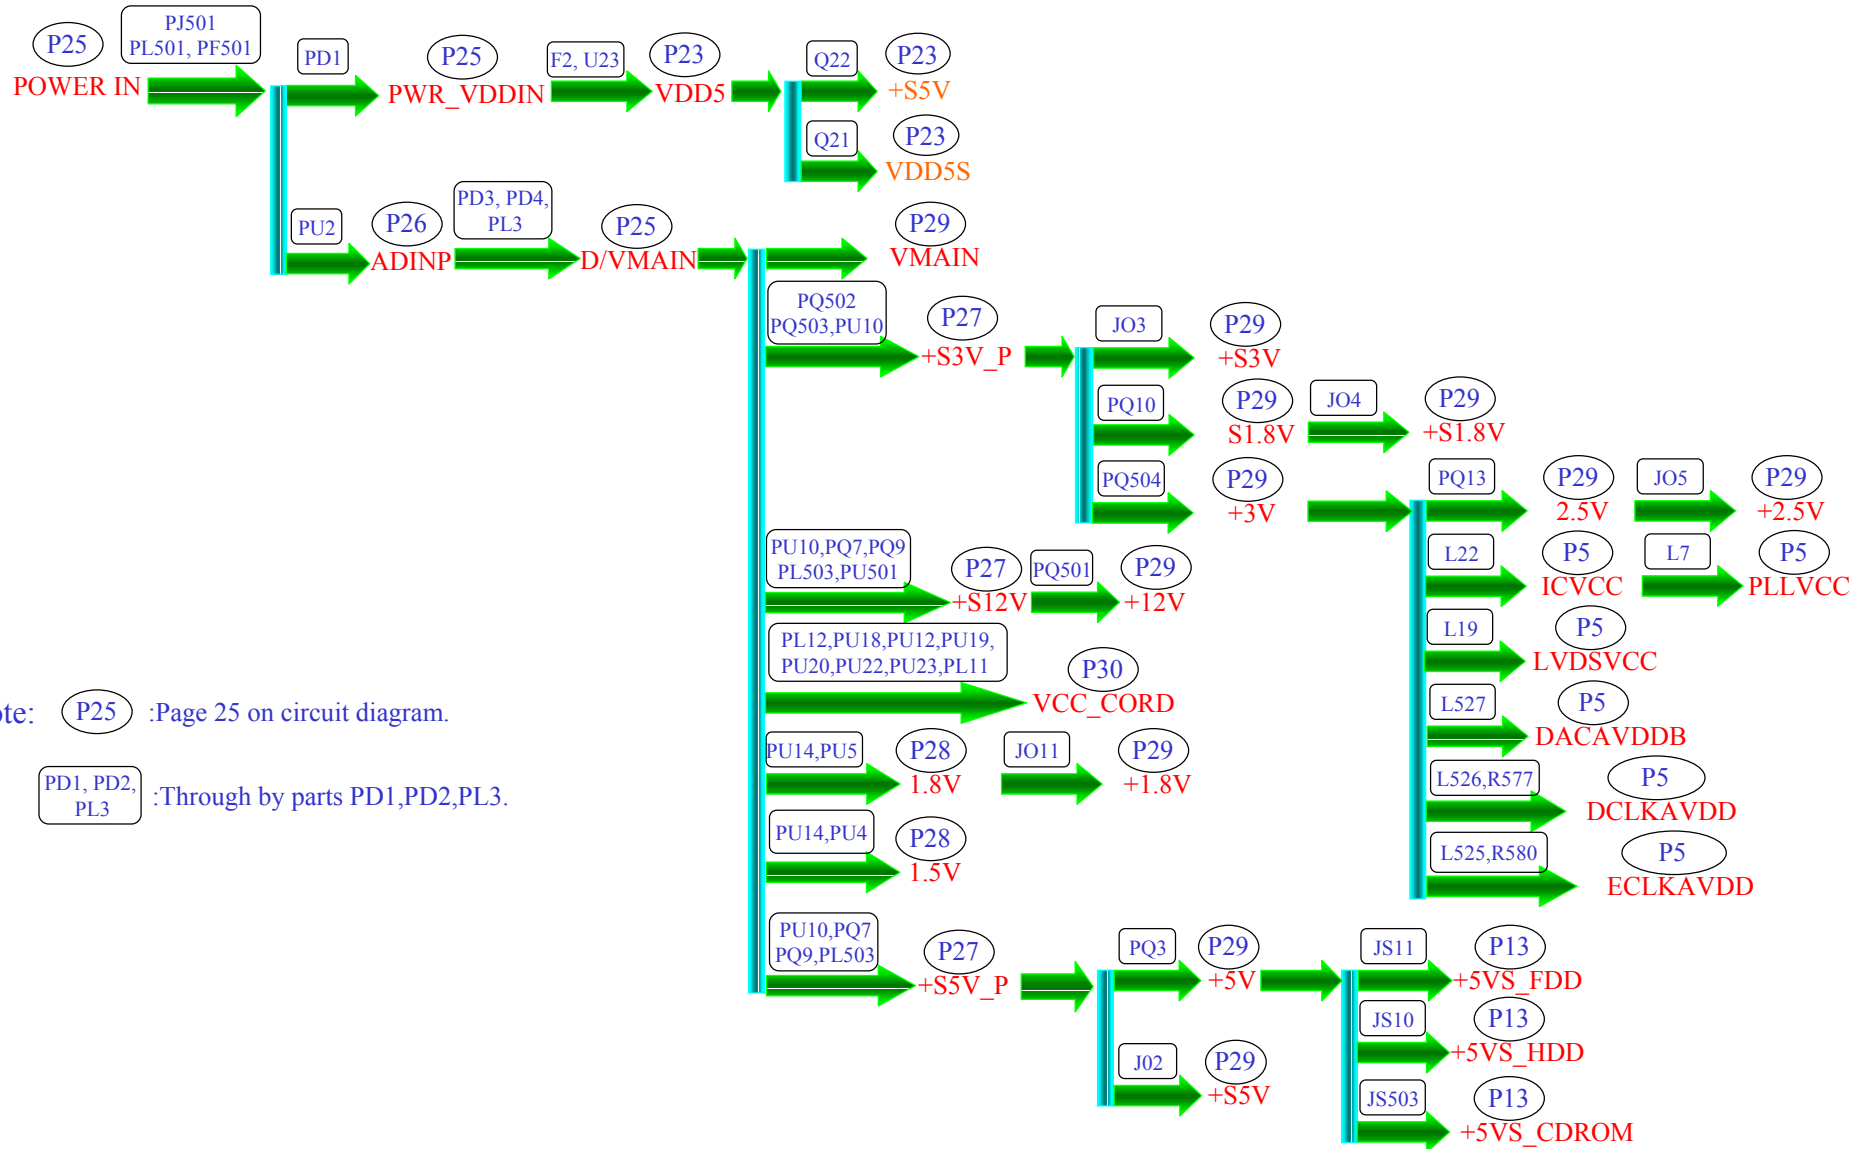 P25
POWER IN
PJ501
PL501, PF501
PD1
P25
PWR_VDDIN
F2, U23
P23
VDD5
Q22
P23
+S5V
Q21
P23
VDD5S
PU2
P26
ADINP
PD3, PD4,
PL3
P25
D/VMAIN
P29
VMAIN
PQ502
PQ503,PU10
P27
+S3V_P
JO3
P29
+S3V
PQ10
P29
S1.8V
JO4
P29
+S1.8V
PQ504
P29
+3V
PQ13
P29
2.5V
JO5
P29
+2.5V
L22
P5
ICVCC
L7
P5
PLLVCC
L19
P5
LVDSVCC
L527
P5
DACAVDDB
L526,R577
P5
DCLKAVDD
L525,R580
P5
ECLKAVDD
PU10,PQ7,PQ9
PL503,PU501
P27
+S12V
PQ501
P29
+12V
PL12,PU18,PU12,PU19,
PU20,PU22,PU23,PL11
P30
VCC_CORD
PU14,PU5
P28
1.8V
JO11
P29
+1.8V
PU14,PU4
P28
1.5V
PU10,PQ7
PQ9,PL503
P27
+S5V_P
PQ3
P29
+5V
JS11
P13
+5VS_FDD
JS10
P13
+5VS_HDD
JS503
P13
+5VS_CDROM
J02
P29
+S5V
ote: P25 :Page 25 on circuit diagram.
PD1, PD2,
PL3
:Through by parts PD1,PD2,PL3.